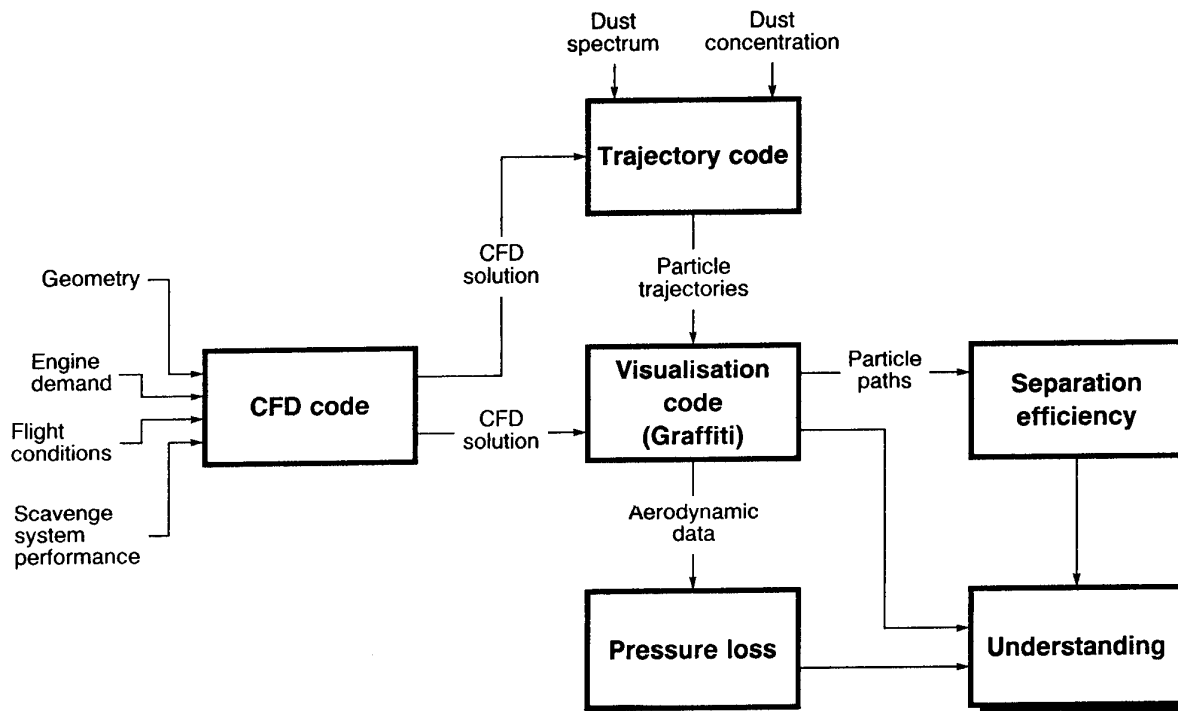 Dust
spectrum
Dust
concentration
Trajectory code
CFD
solution
Particle
trajectories
Geometry
Engine
demand
Flight
conditions
Scavenge
system
performance
CFD code
CFD
solution
Visualisation
code
(Graffiti)
Particle
paths
Separation
efficiency
Aerodynamic
data
Pressure loss
Understanding